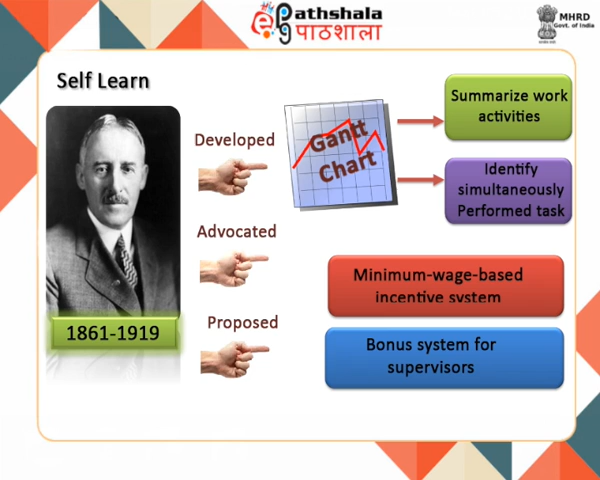 e Pg Pathshala
पाठशाला
MHRD
Govt. of India
Self Learn
Developed
Gantt
Chart
Summarize work
activities
Identify
simultaneously
Performed task
Advocated
Minimum-wage-based
incentive system
Proposed
Bonus system for
supervisors
1861-1919